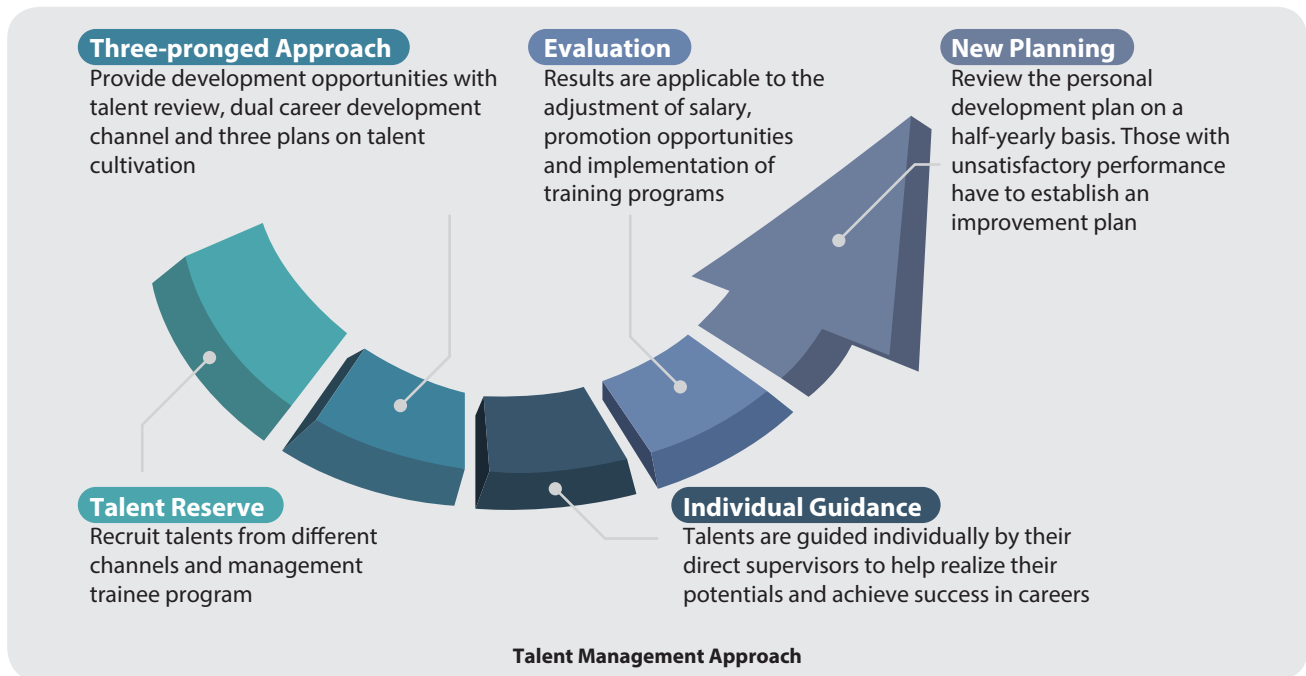 Three-pronged Approach
Provide development opportunities with
talent review, dual career development
channel and three plans on talent
cultivation
Evaluation
Results are applicable to the
adjustment of salary,
promotion opportunities
and implementation of
training programs
New Planning
Review the personal
development plan on a
half-yearly basis. Those with
unsatisfactory performance
have to establish an
improvement plan
Talent Reserve
Recruit talents from different
channels and management
trainee program
Individual Guidance
Talents are guided individually by their
direct supervisors to help realize their
potentials and achieve success in careers
Talent Management Approach